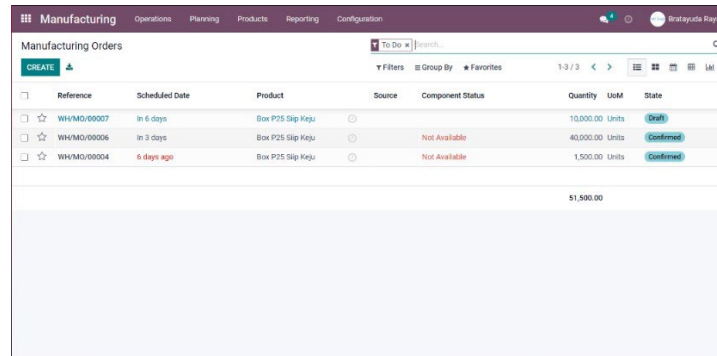 Manufacturing Operations Planning Products Reporting Configuration 4 Bratayuda Ray
Manufacturing Orders To Do × Search...
CREATE Filters Group By Favorites 1-3 / 3
Reference Scheduled Date Product Source Component Status Quantity UoM State
WH/MO/00007 In 6 days Box P25 Siip Keju 10,000.00 Units Draft
WH/MO/00006 In 3 days Box P25 Siip Keju Not Available 40,000.00 Units Confirmed
WH/MO/00004 6 days ago Box P25 Siip Keju Not Available 1,500.00 Units Confirmed
51,500.00